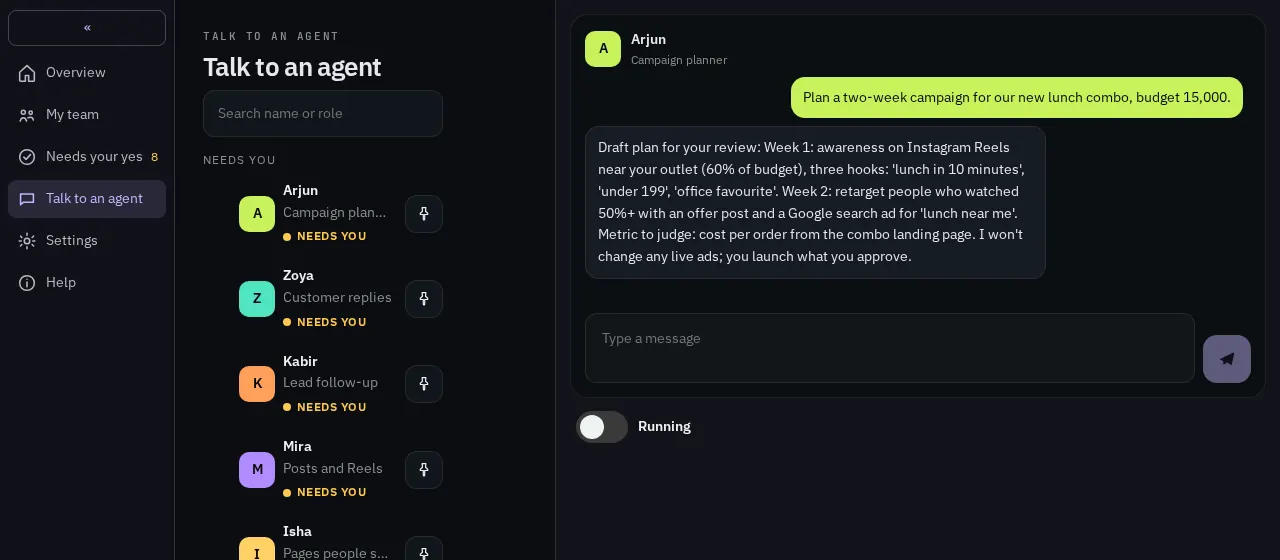 «
Overview
My team
Needs your yes 8
Talk to an agent
Settings
Help
TALK TO AN AGENT
Talk to an agent
Search name or role
NEEDS YOU
A
Arjun
Campaign plan...
NEEDS YOU
Z
Zoya
Customer replies
NEEDS YOU
K
Kabir
Lead follow-up
NEEDS YOU
M
Mira
Posts and Reels
NEEDS YOU
I
Isha
Pages people s...
A
Arjun
Campaign planner
Plan a two-week campaign for our new lunch combo, budget 15,000.
Draft plan for your review: Week 1: awareness on Instagram Reels
near your outlet (60% of budget), three hooks: 'lunch in 10 minutes',
'under 199', 'office favourite'. Week 2: retarget people who watched
50%+ with an offer post and a Google search ad for 'lunch near me'.
Metric to judge: cost per order from the combo landing page. I won't
change any live ads; you launch what you approve.
Type a message
Running